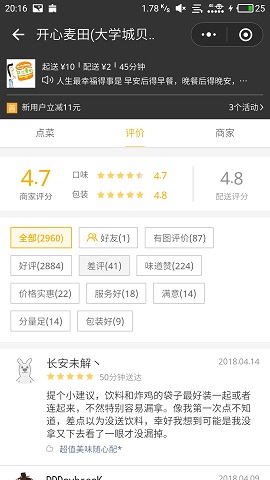 20:16
1.78 K/s
25%
开心麦田(大学城贝..
起送 ¥10 | 配送 ¥2 | 45分钟
人生最幸福得事是 早安后得早餐，晚餐后得晚安，…
首 新用户立减11元
3个活动>
点菜
评价
商家
4.7
商家评分
口味
4.7
包装
4.8
4.8
配送评分
全部(2960)
好友(1)
有图评价(87)
好评(2884)
差评(41)
味道赞(224)
价格实惠(22)
服务好(18)
满意(14)
分量足(14)
包装好(9)
长安未解丶
2018.04.14
50分钟送达
提个小建议，饮料和炸鸡的袋子最好装一起或者
连起来，不然特别容易漏拿。像我第一次点不知
道，差点以为没送饮料，幸好我想到可能是我没
拿又下去看了一眼才没漏掉。
超值美味随心配*
2018.04.13